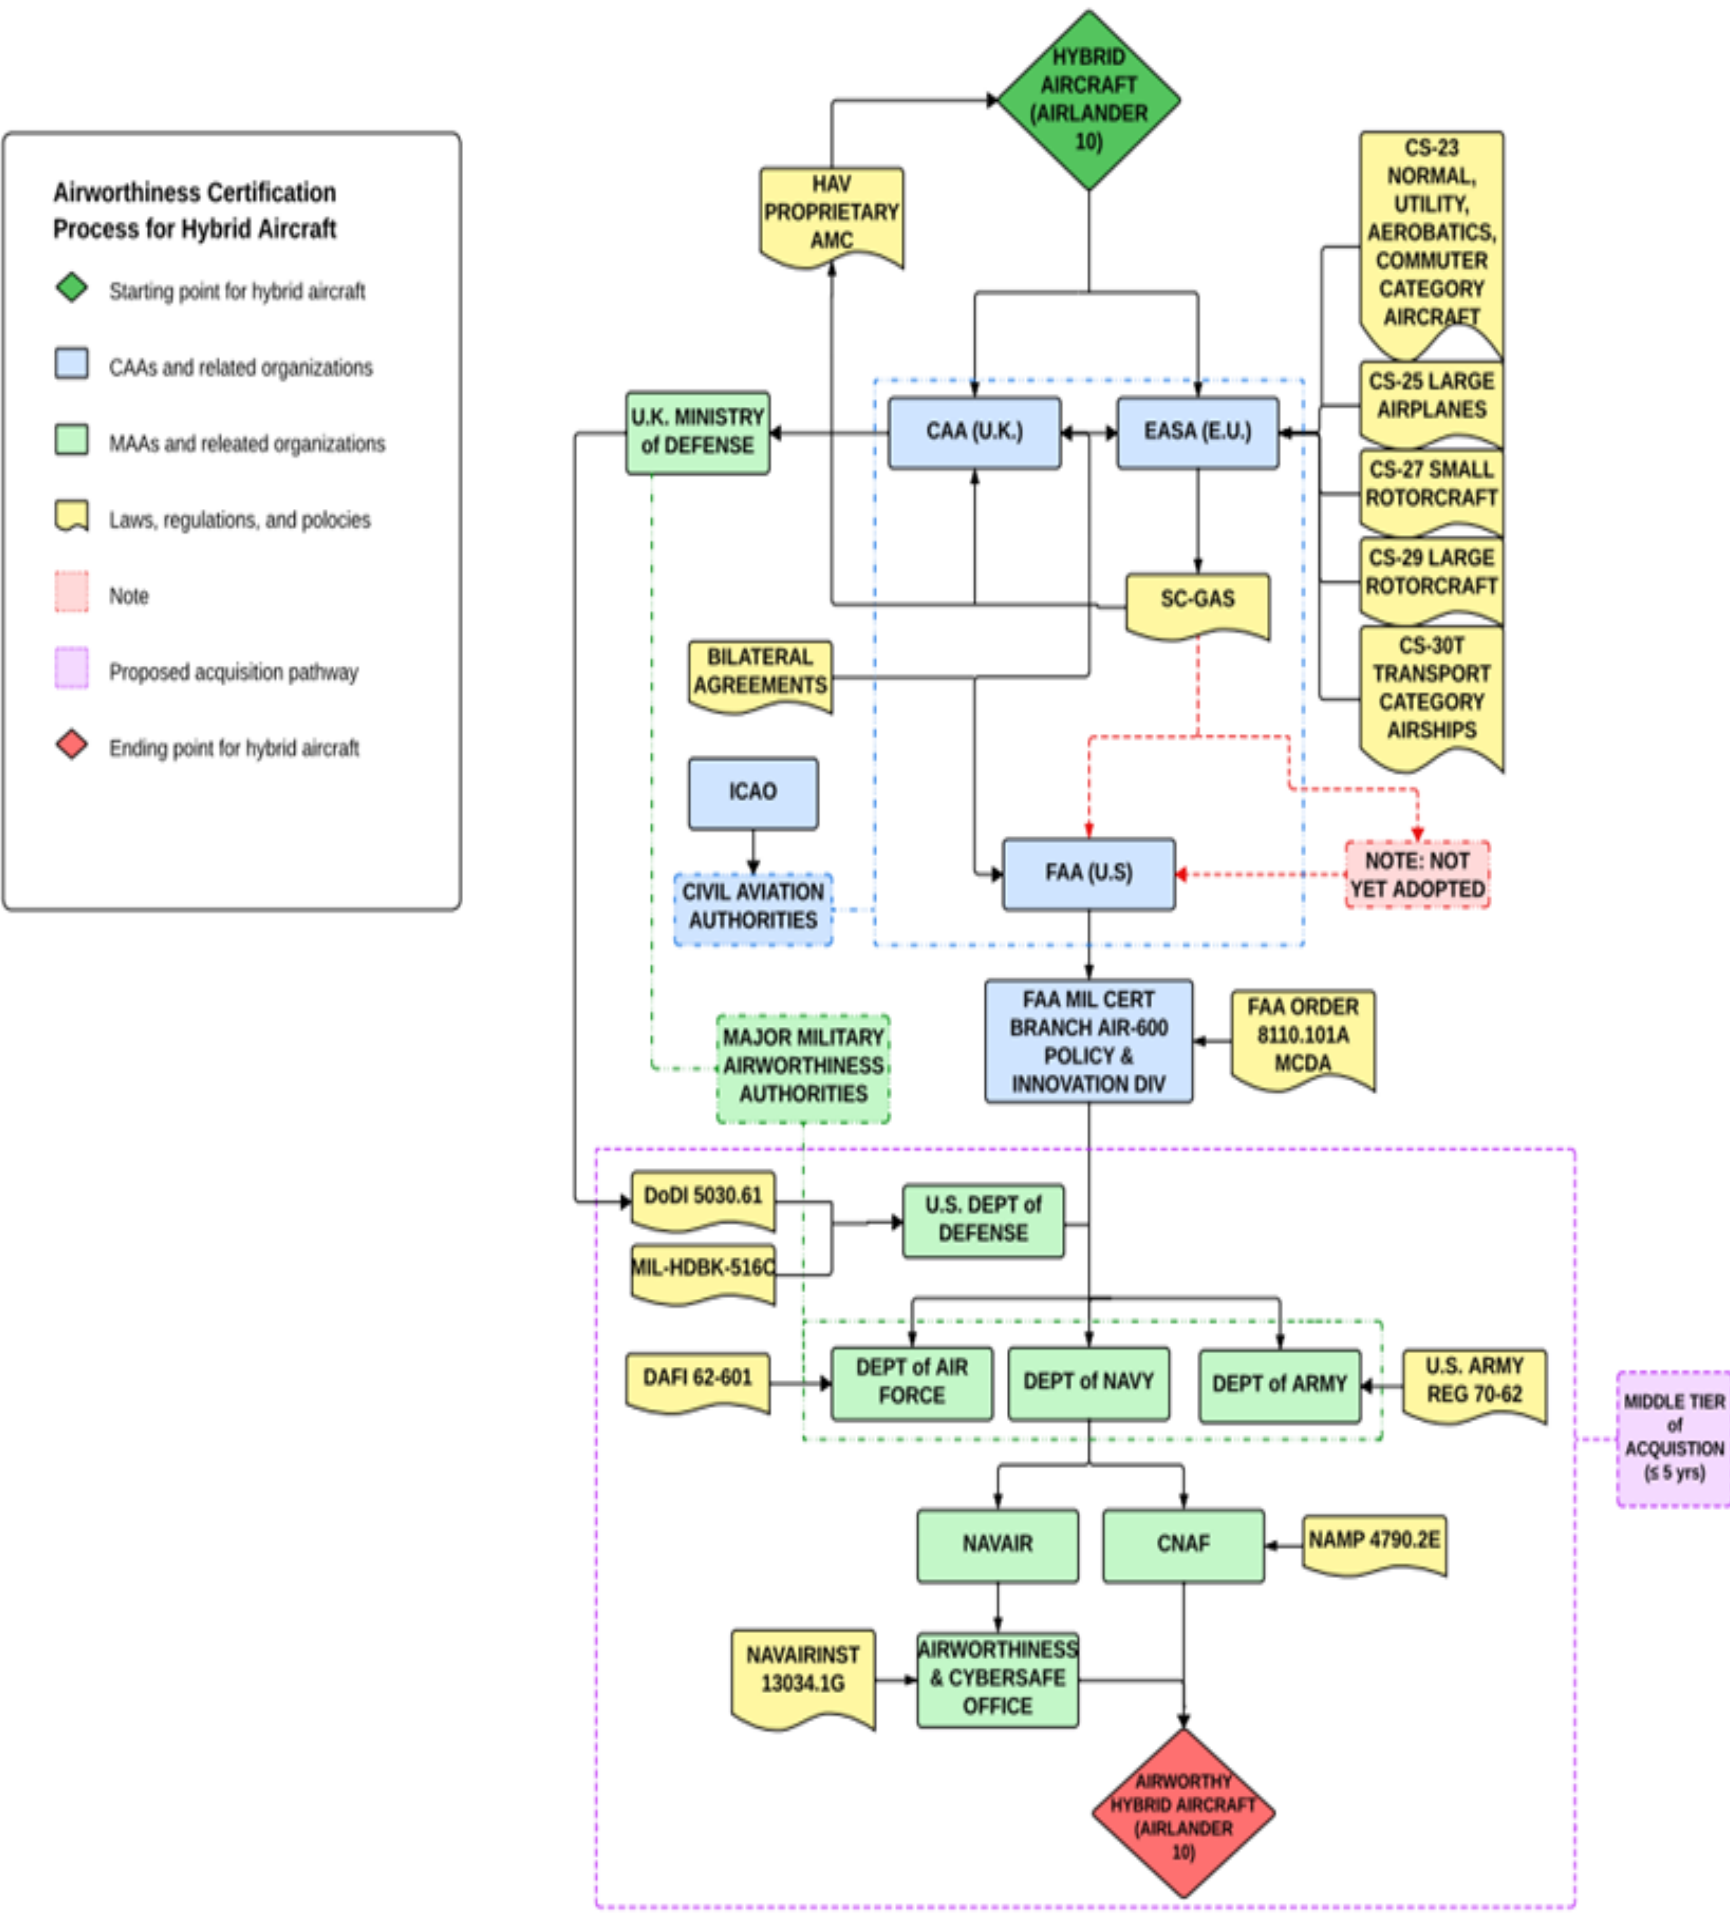 Airworthiness Certification
Process for Hybrid Aircraft
Starting point for hybrid aircraft
CAAs and related organizations
MAAs and releated organizations
Laws, regulations, and polocies
Note
Proposed acquisition pathway
Ending point for hybrid aircraft
HYBRID
AIRCRAFT
(AIRLANDER
10)
HAV
PROPRIETARY
AMC
CS-23
NORMAL,
UTILITY,
AEROBATICS,
COMMUTER
CATEGORY
AIRCRAFT
CS-25 LARGE
AIRPLANES
CS-27 SMALL
ROTORCRAFT
CS-29 LARGE
ROTORCRAFT
CS-30T
TRANSPORT
CATEGORY
AIRSHIPS
U.K. MINISTRY
of DEFENSE
CAA (U.K.)
EASA (E.U.)
SC-GAS
BILATERAL
AGREEMENTS
ICAO
CIVIL AVIATION
AUTHORITIES
FAA (U.S)
NOTE: NOT
YET ADOPTED
FAA MIL CERT
BRANCH AIR-600
POLICY &
INNOVATION DIV
FAA ORDER
8110.101A
MCDA
MAJOR MILITARY
AIRWORTHINESS
AUTHORITIES
DoDI 5030.61
MIL-HDBK-516C
U.S. DEPT of
DEFENSE
DAFI 62-601
DEPT of AIR
FORCE
DEPT of NAVY
DEPT of ARMY
U.S. ARMY
REG 70-62
MIDDLE TIER
of
ACQUISTION
(≤ 5 yrs)
NAVAIR
CNAF
NAMP 4790.2E
NAVAIRINST
13034.1G
AIRWORTHINESS
& CYBERSAFE
OFFICE
AIRWORTHY
HYBRID AIRCRAFT
(AIRLANDER
10)